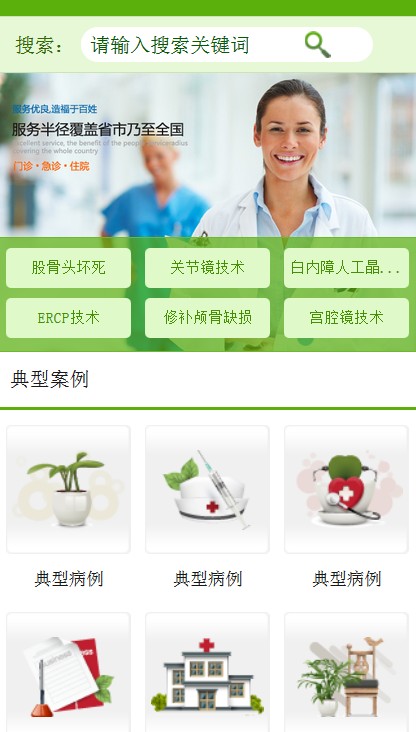 搜索：
请输入搜索关键词
服务优良,造福于百姓
服务半径覆盖省市乃至全国
Excellent service, the benefit of the people semicaradius
covering the whole country
门诊·急诊·住院
股骨头坏死
关节镜技术
白内障人工晶...
ERCP技术
修补颅骨缺损
宫腔镜技术
典型案例
典型病例
典型病例
典型病例
business